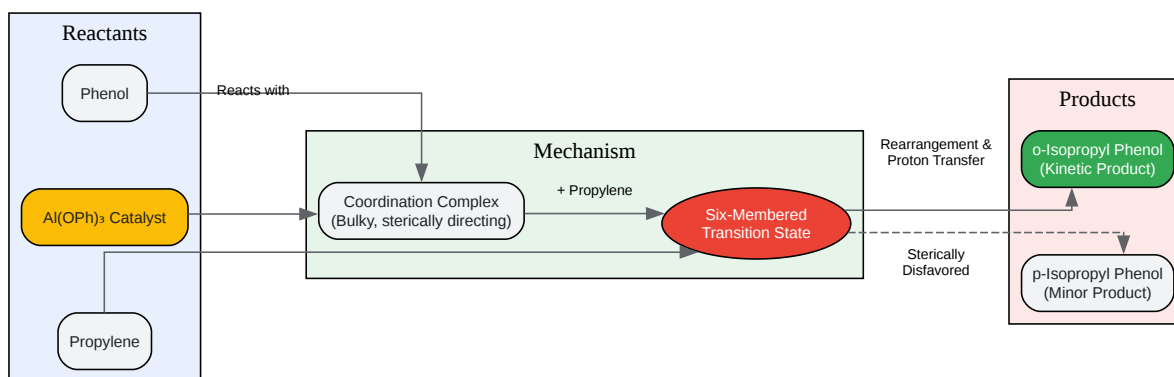 Reactants
Phenol
Reacts with
Al(OPh)₃ Catalyst
Propylene
Mechanism
Coordination Complex
(Bulky, sterically directing)
+ Propylene
Six-Membered
Transition State
Rearrangement &
Proton Transfer
Sterically
Disfavored
Products
o-Isopropyl Phenol
(Kinetic Product)
p-Isopropyl Phenol
(Minor Product)